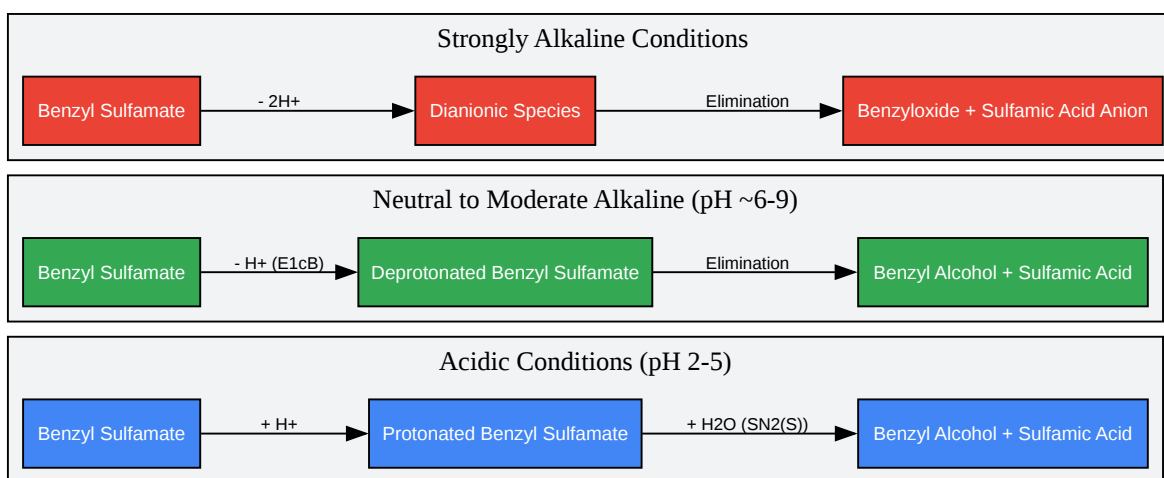 Strongly Alkaline Conditions
Benzyl Sulfamate
- 2H+
Dianionic Species
Elimination
Benzyloxide + Sulfamic Acid Anion
Neutral to Moderate Alkaline (pH ~6-9)
Benzyl Sulfamate
- H+ (E1cB)
Deprotonated Benzyl Sulfamate
Elimination
Benzyl Alcohol + Sulfamic Acid
Acidic Conditions (pH 2-5)
Benzyl Sulfamate
+ H+
Protonated Benzyl Sulfamate
+ H2O (SN2(S))
Benzyl Alcohol + Sulfamic Acid